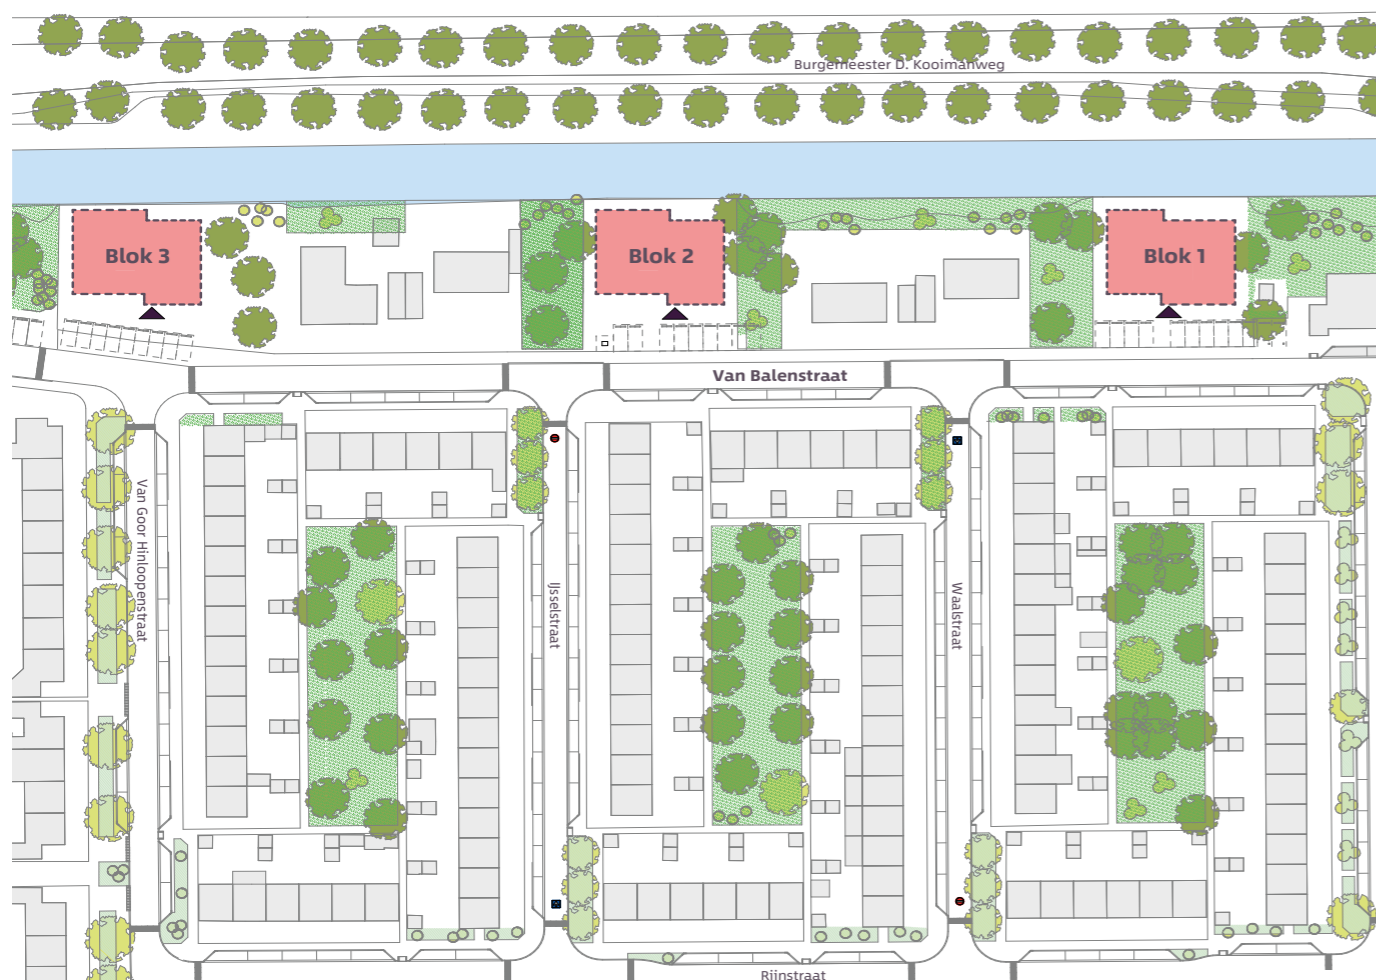 Burgemeester D. Kooimanweg
Blok 3
Blok 2
Blok 1
Van Balenstraat
Van Goor Hinloopenstraat
IJsselstraat
Waalstraat
Rijnstraat